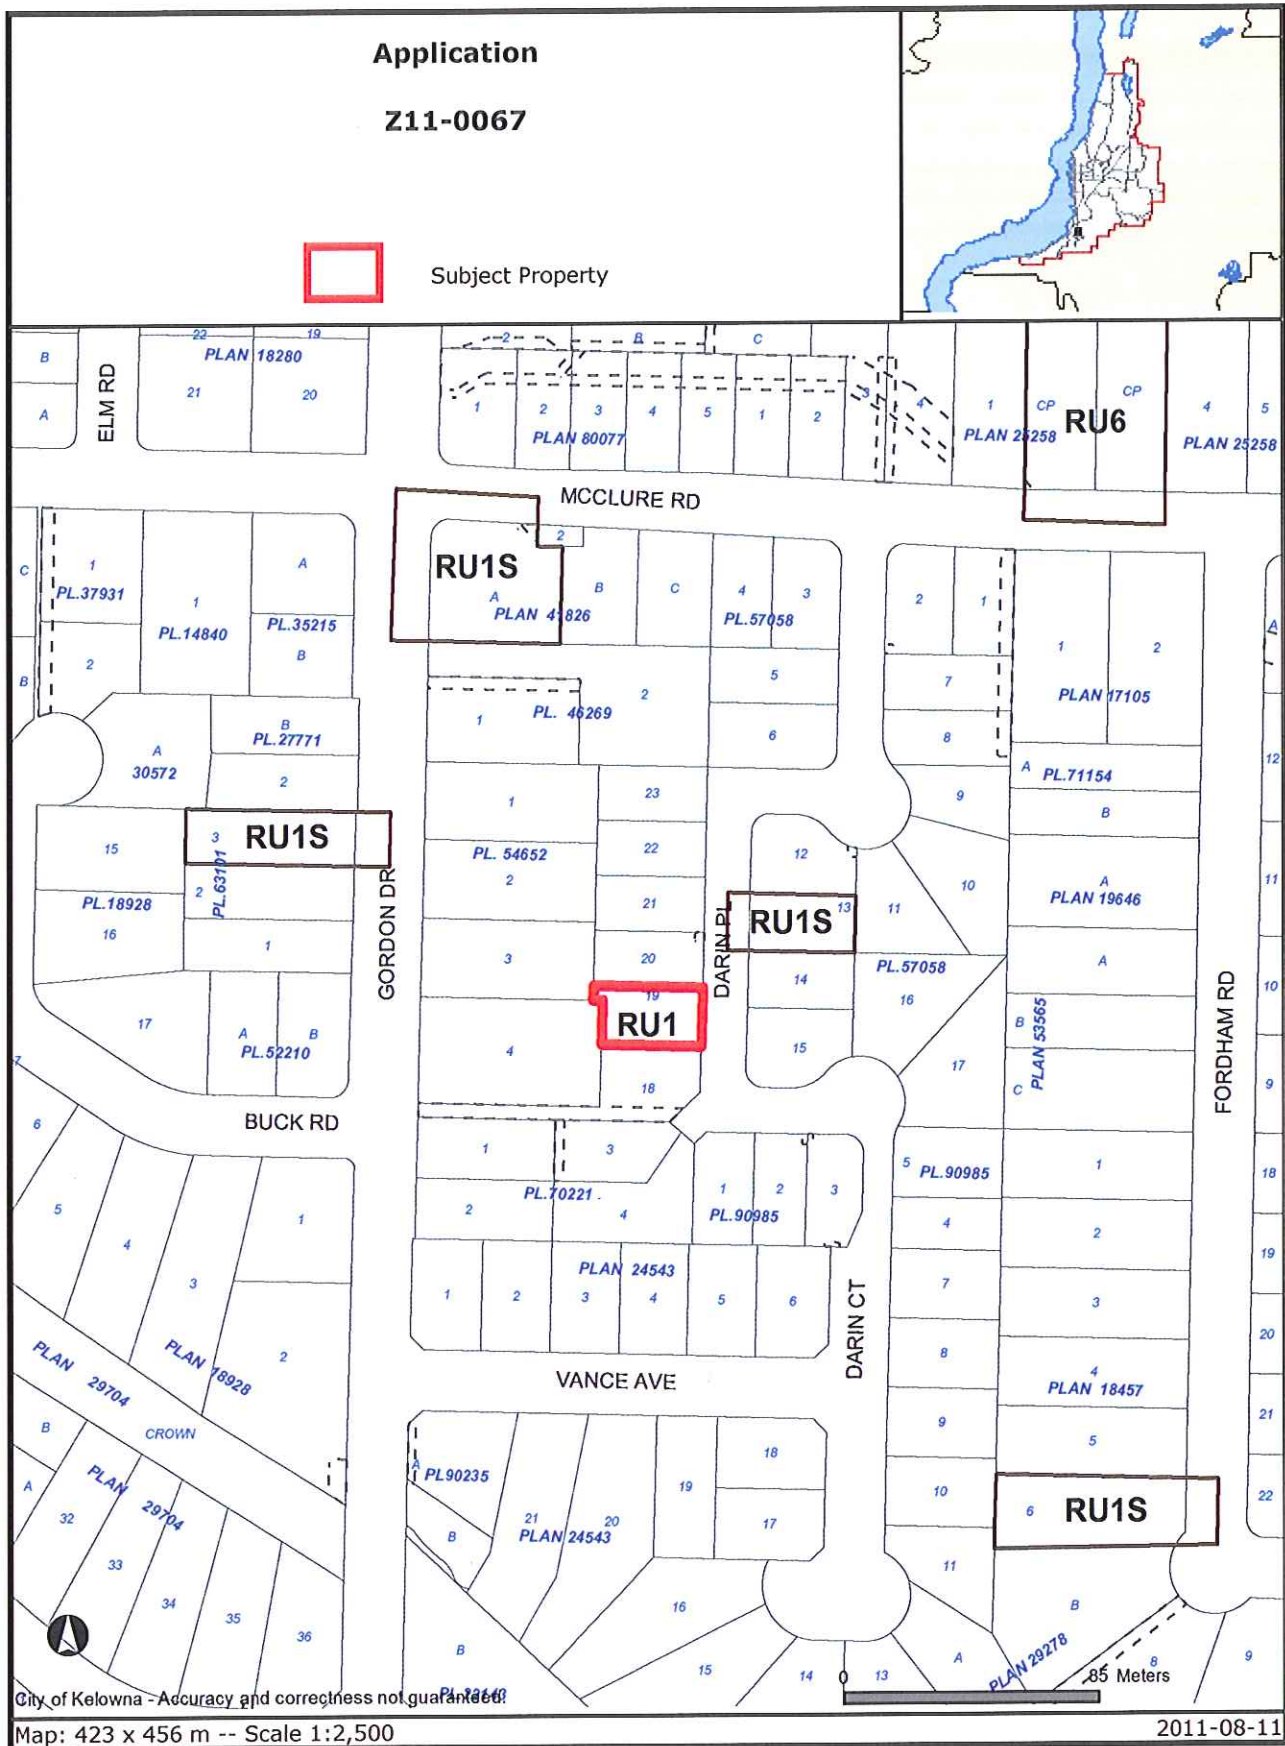 Application
Z11-0067
Subject Property
B
A
ELM RD
22
19
PLAN 18280
21
20
2
B
C
1
2
3
4
5
1
2
3
4
PLAN 80077
1
CP
CP
RU6
4
5
PLAN 25258
PLAN 25258
MCCLURE RD
C
B
1
PL.37931
2
1
PL.14840
A
PL.35215
B
RU1S
A
PLAN 41826
2
B
C
4
3
PL.57058
2
1
1
2
PLAN 17105
A
1
PL. 46269
2
5
6
7
8
A
30572
B
PL.27771
2
A
PL.71154
B
12
1
23
9
15
3
RU1S
PL.63101
2
PL. 54652
2
22
12
PL.18928
16
1
GORDON DR
21
DARIN PL
RU1S
13
11
10
A
PLAN 19646
11
3
20
14
PL.57058
16
A
FORDHAM RD
10
17
A
B
PL.52210
4
19
RU1
15
17
B
PLAN 53565
C
9
18
7
6
BUCK RD
1
3
PL.70221
2
4
1
2
3
PL.90985
5
PL.90985
1
18
5
4
3
1
4
2
19
PLAN 24543
1
2
3
4
5
6
DARIN CT
7
3
20
PLAN 29704
PLAN 18928
2
VANCE AVE
8
4
PLAN 18457
21
B
CROWN
A
PL90235
18
9
5
A
PLAN 29704
32
33
34
35
36
B
21
20
PLAN 24543
19
17
10
6
RU1S
22
11
16
B
B
15
14
13
A
PLAN 29278
8
9
0
85 Meters
City of Kelowna - Accuracy and correctness not guaranteed.
Map: 423 x 456 m -- Scale 1:2,500
2011-08-11